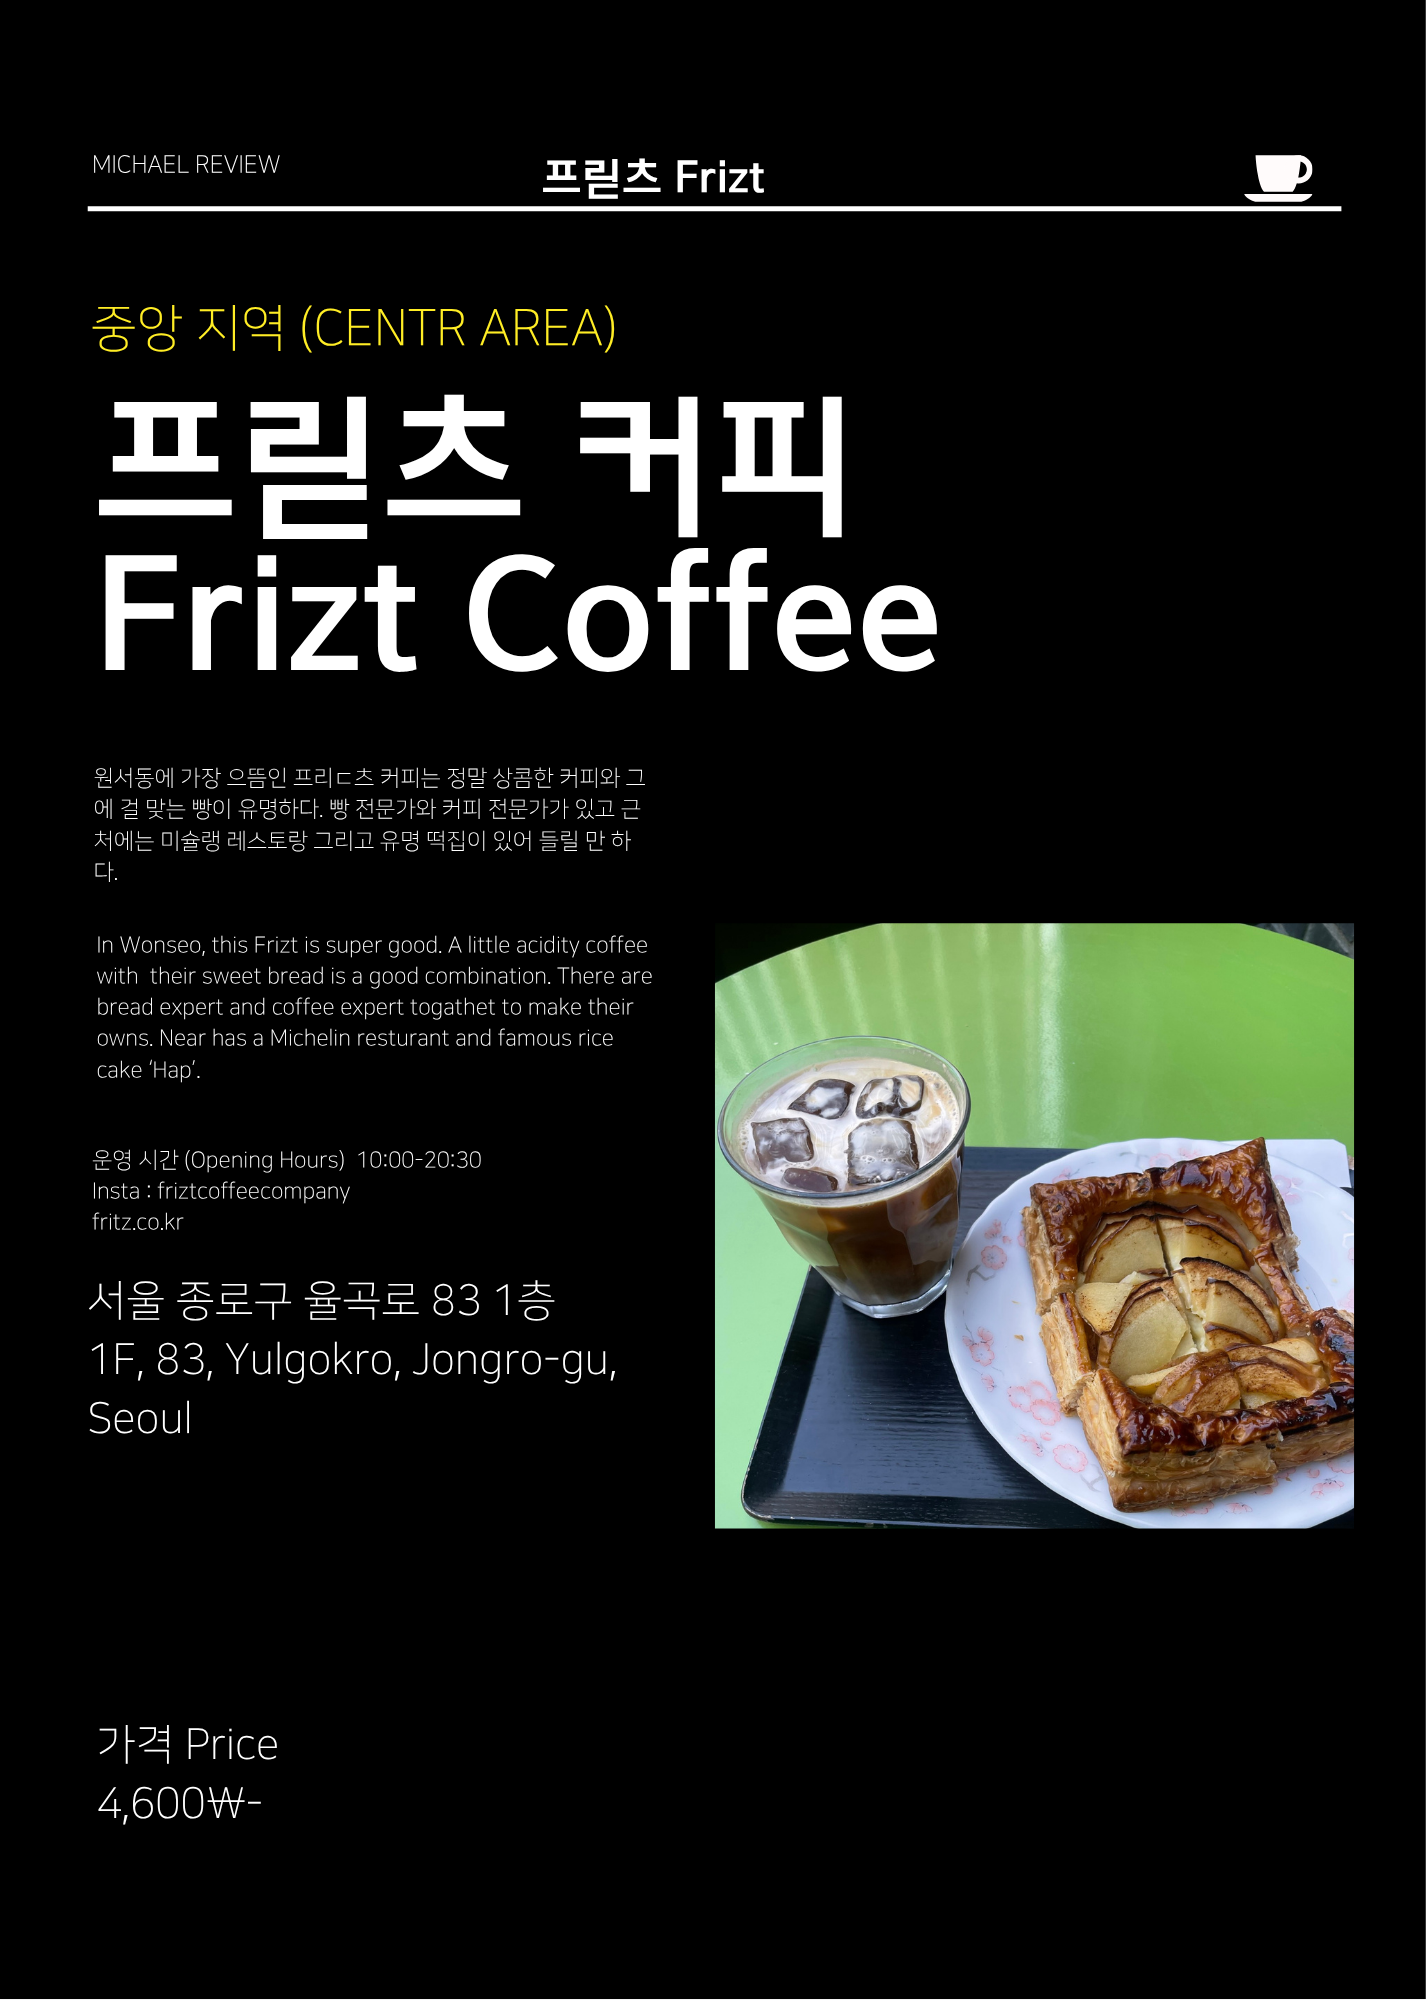 MICHAEL REVIEW
프릳츠 Frizt
중앙 지역 (CENTR AREA)
프릳츠 커피
Frizt Coffee
원서동에 가장 으뜸인 프리ㄷ츠 커피는 정말 상콤한 커피와 그
에 걸 맞는 빵이 유명하다. 빵 전문가와 커피 전문가가 있고 근
처에는 미슐랭 레스토랑 그리고 유명 떡집이 있어 들릴 만 하
다.
In Wonseo, this Frizt is super good. A little acidity coffee
with  their sweet bread is a good combination. There are
bread expert and coffee expert togathet to make their
owns. Near has a Michelin resturant and famous rice
cake ‘Hap’.
운영 시간 (Opening Hours)  10:00-20:30
Insta : friztcoffeecompany
fritz.co.kr
서울 종로구 율곡로 83 1층
1F, 83, Yulgokro, Jongro-gu,
Seoul
가격 Price
4,600₩-